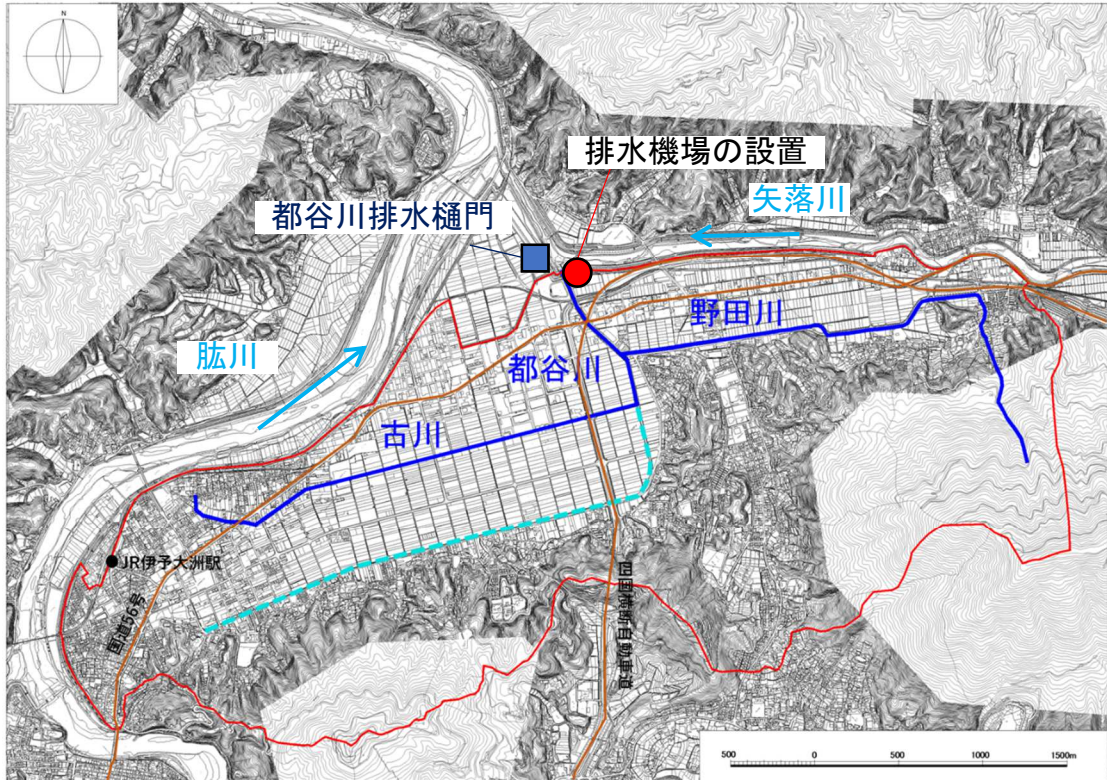 N
排水機場の設置
矢落川
都谷川排水樋門
野田川
肱川
都谷川
古川
JR伊予大洲駅
国道56号
四国横断自動車道
500 0 500 1000 1500m